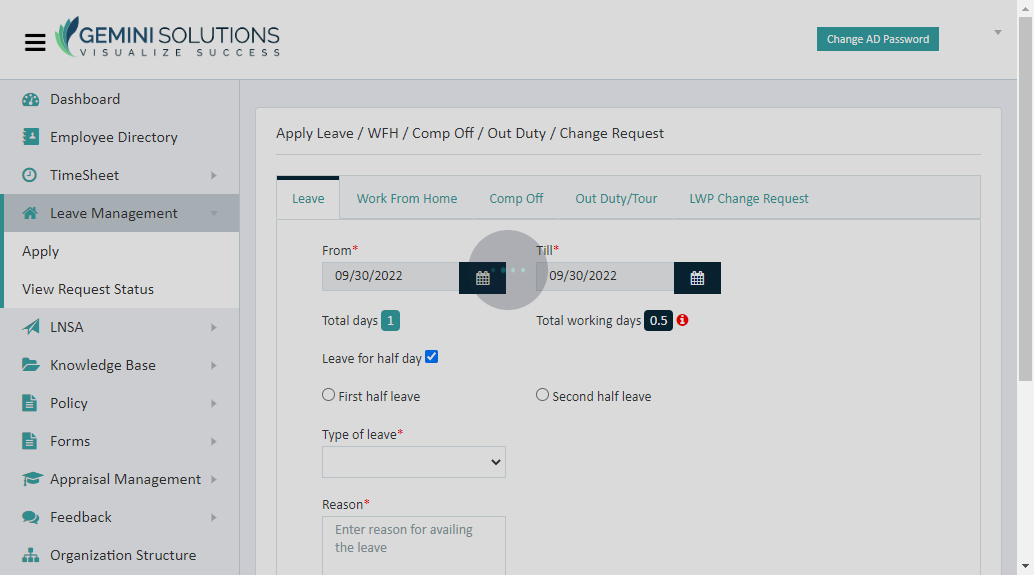 GEMINI SOLUTIONS
VISUALIZE SUCCESS
Change AD Password
Dashboard
Employee Directory
TimeSheet
Leave Management
Apply
View Request Status
LNSA
Knowledge Base
Policy
Forms
Appraisal Management
Feedback
Organization Structure
Apply Leave / WFH / Comp Off / Out Duty / Change Request
Leave Work From Home Comp Off Out Duty/Tour LWP Change Request
From* Till*
09/30/2022 09/30/2022
Total days 1 Total working days 0.5
Leave for half day
First half leave Second half leave
Type of leave*
Reason*
Enter reason for availing
the leave